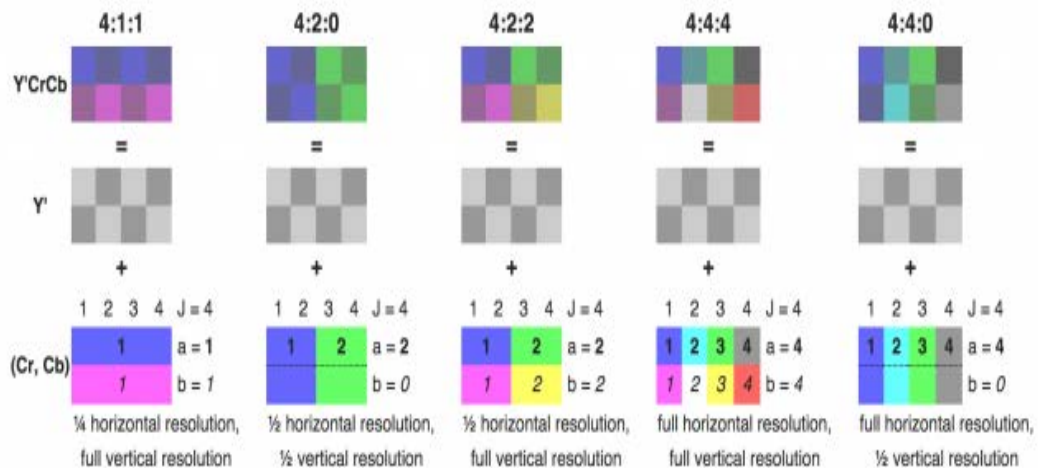 4:1:1 4:2:0 4:2:2 4:4:4 4:4:0
Y'CrCb
= = = = =
Y'
+ + + + +
1 2 3 4 J = 4 1 2 3 4 J = 4 1 2 3 4 J = 4 1 2 3 4 J = 4 1 2 3 4 J = 4
(Cr, Cb)
1 a = 1 1 2 a = 2 1 2 a = 2 1 2 3 4 a = 4 1 2 3 4 a = 4
1 b = 1 b = 0 1 2 b = 2 1 2 3 4 b = 4 b = 0
¼ horizontal resolution, ½ horizontal resolution, ½ horizontal resolution, full horizontal resolution, full horizontal resolution,
full vertical resolution ½ vertical resolution full vertical resolution full vertical resolution ½ vertical resolution